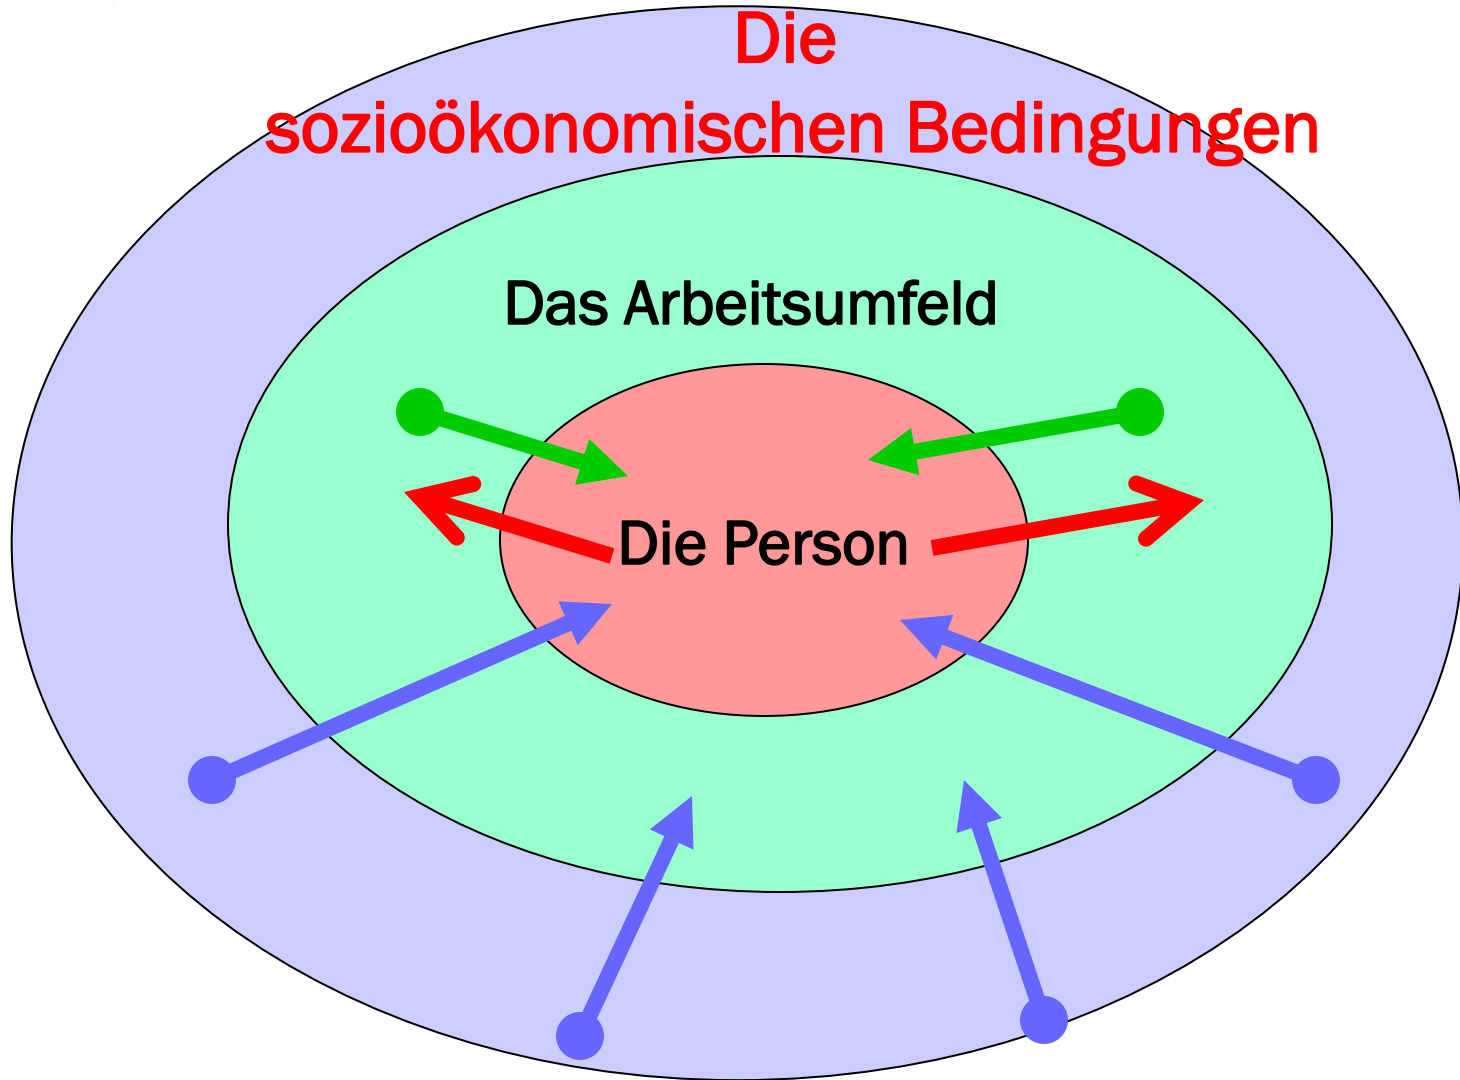 Die
sozioökonomischen Bedingungen
Das Arbeitsumfeld
Die Person